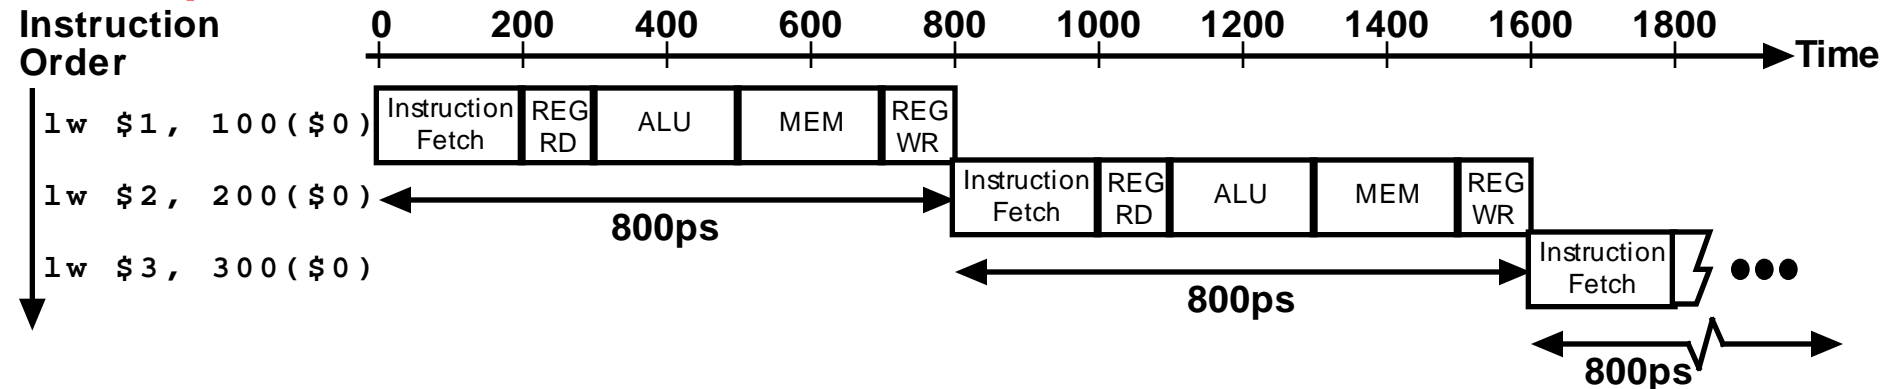 Instruction 0 200 400 600 800 1000 1200 1400 1600 1800
Order Time
lw $1, 100($0) Instruction Fetch REG RD ALU MEM REG WR
lw $2, 200($0) 800ps Instruction Fetch REG RD ALU MEM REG WR
lw $3, 300($0) 800ps Instruction Fetch
800ps